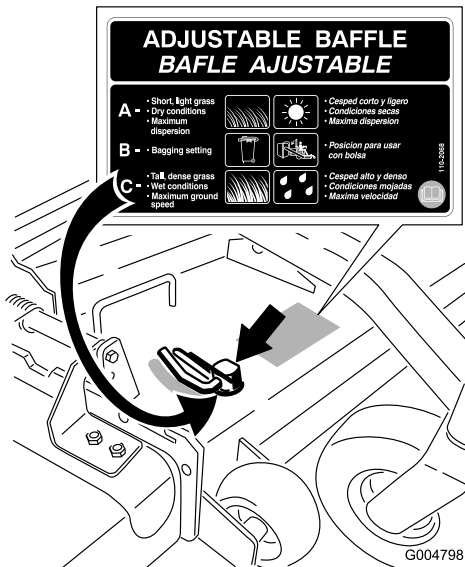 ADJUSTABLE BAFFLE
BAFLE AJUSTABLE
A - • Short, light grass
• Dry conditions
• Maximum
dispersion
• Cesped corto y ligero
• Condiciones secas
• Maxima dispersion
B - • Bagging setting
• Posicion para usar
con bolsa
C - • Tall, dense grass
• Wet conditions
• Maximum ground
speed
• Cesped alto y denso
• Condiciones mojadas
• Maxima velocidad
110-2068
G004798